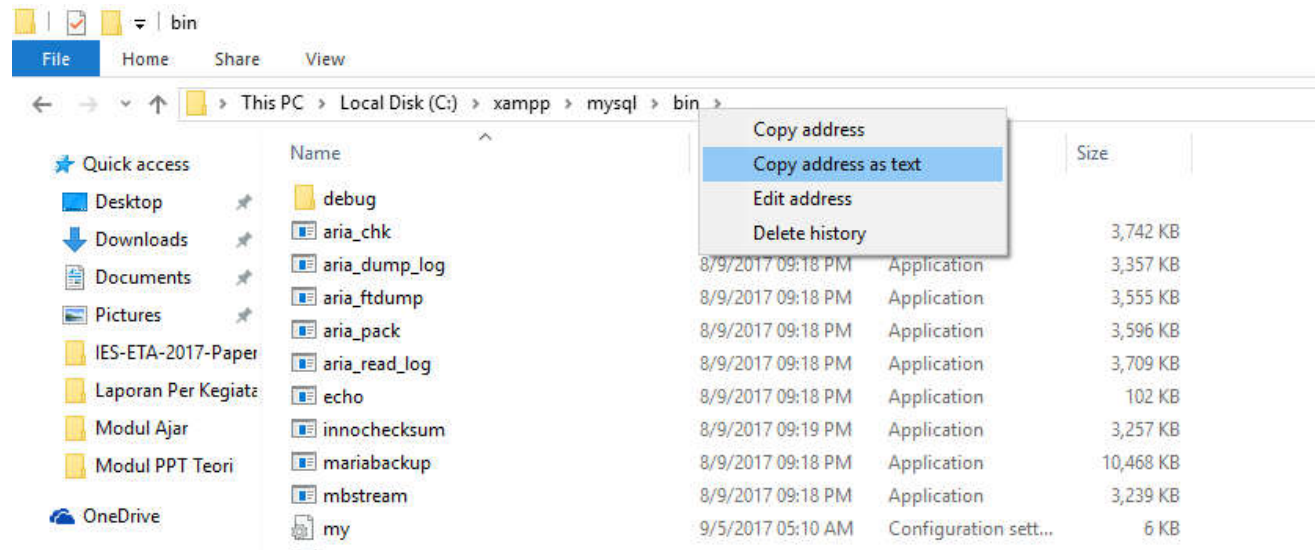 bin
File Home Share View
This PC > Local Disk (C:) > xampp > mysql > bin >
Copy address
Copy address as text
Edit address
Delete history
Name Size
Quick access
Desktop
Downloads
Documents
Pictures
IES-ETA-2017-Paper
Laporan Per Kegiata
Modul Ajar
Modul PPT Teori
OneDrive
debug
aria_chk 3,742 KB
aria_dump_log 8/9/2017 09:18 PM Application 3,357 KB
aria_ftdump 8/9/2017 09:18 PM Application 3,555 KB
aria_pack 8/9/2017 09:18 PM Application 3,596 KB
aria_read_log 8/9/2017 09:18 PM Application 3,709 KB
echo 8/9/2017 09:18 PM Application 102 KB
innochecksum 8/9/2017 09:19 PM Application 3,257 KB
mariabackup 8/9/2017 09:18 PM Application 10,468 KB
mbstream 8/9/2017 09:18 PM Application 3,239 KB
my 9/5/2017 05:10 AM Configuration sett... 6 KB